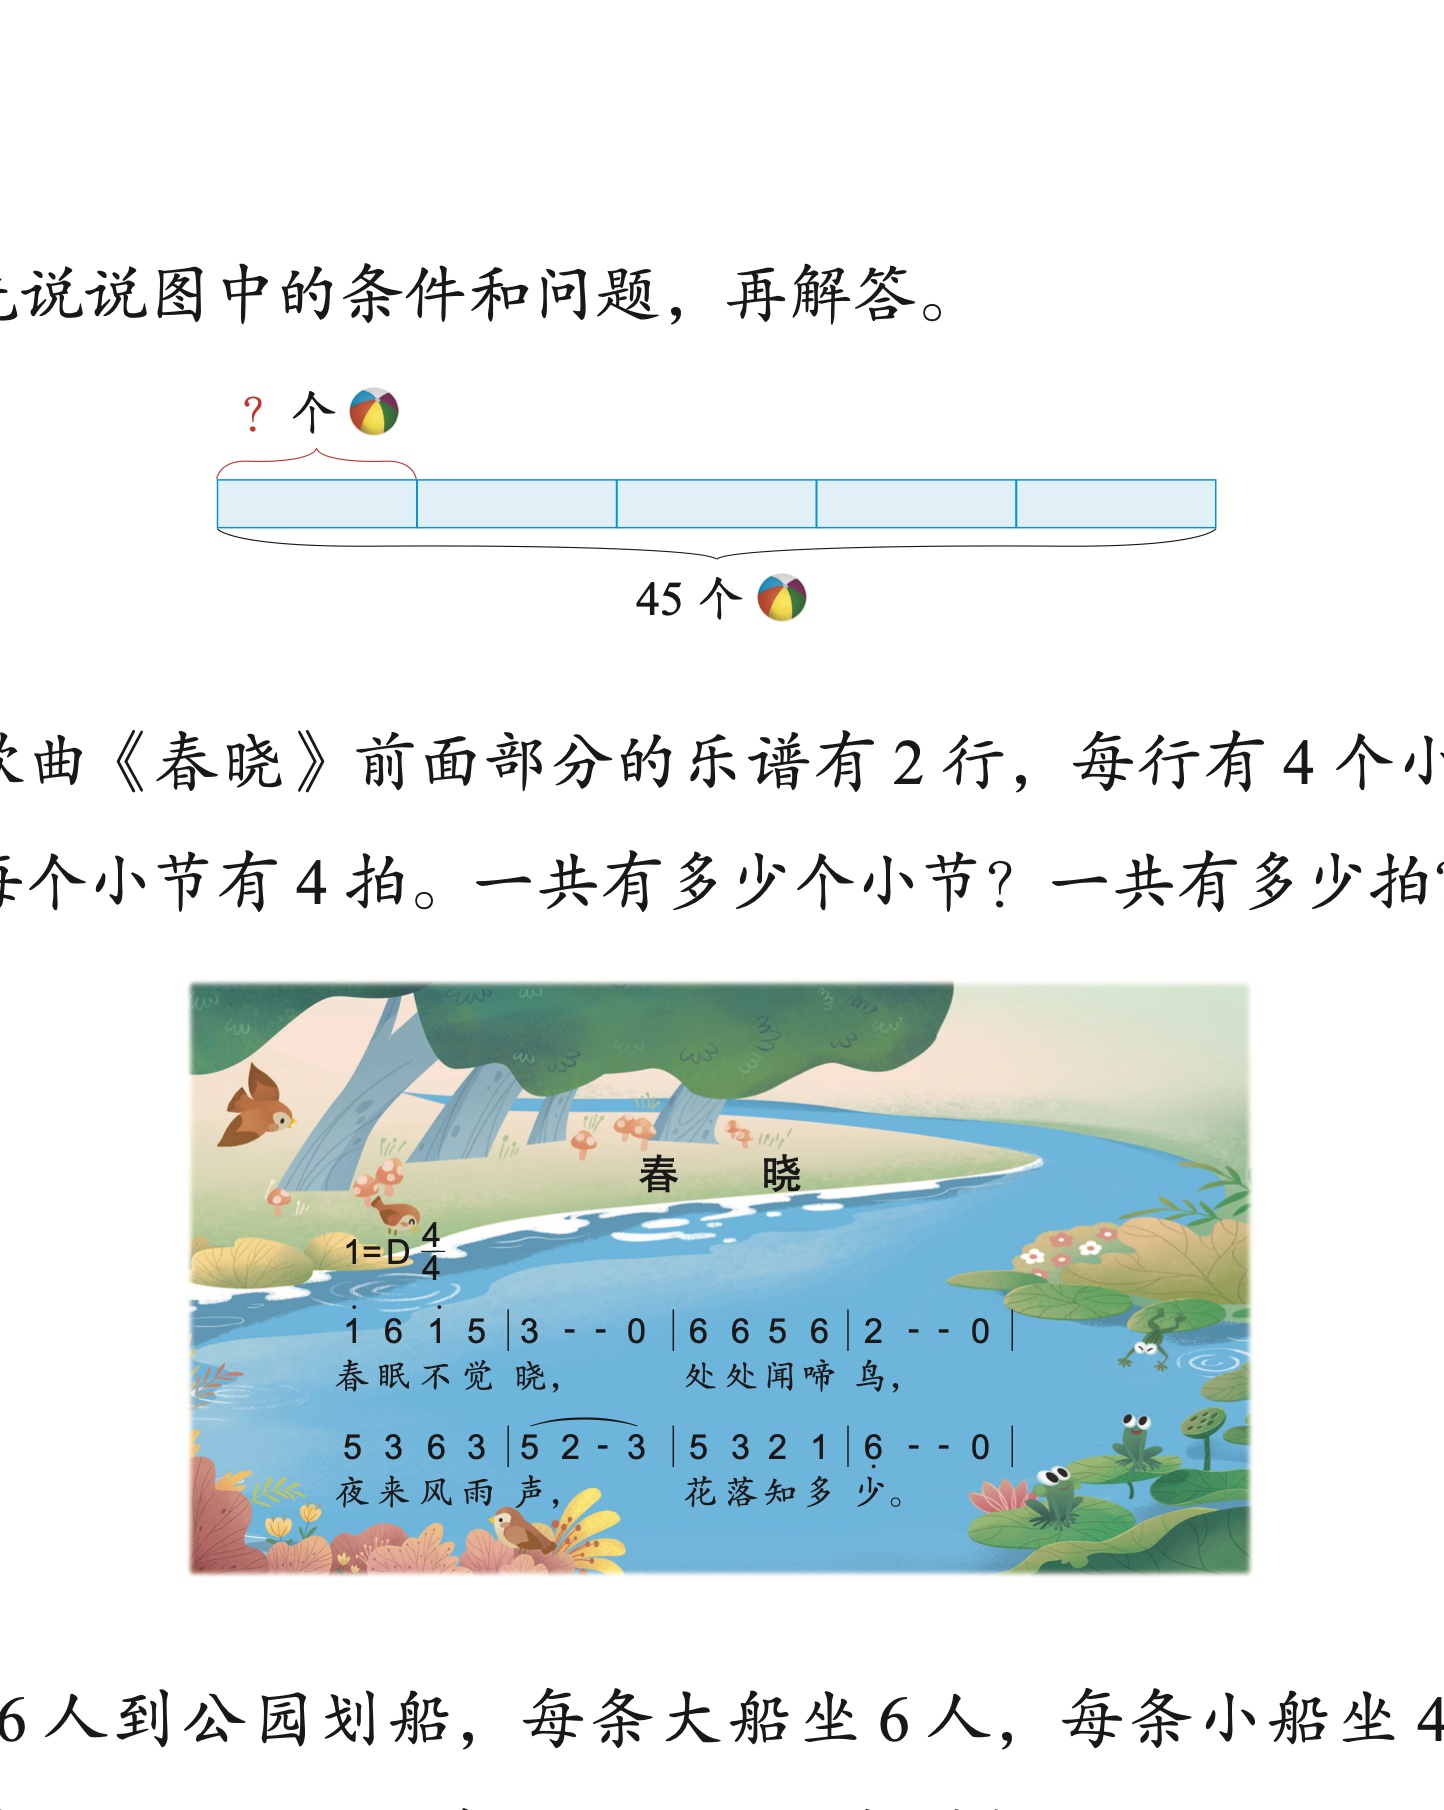 说说图中的条件和问题，再解答。
? 个
45 个
曲《春晓》前面部分的乐谱有 2 行，每行有 4 个小
个小节有 4 拍。一共有多少个小节？一共有多少拍
春 晓
1=D 4/4
1 6 1 5 | 3 - - 0 | 6 6 5 6 | 2 - - 0 |
春眠不觉 晓， 处处闻啼 鸟，
5 3 6 3 | 5 2 - 3 | 5 3 2 1 | 6 - - 0 |
夜来风雨 声， 花落知多 少。
6 人到公园划船，每条大船坐 6 人，每条小船坐 4